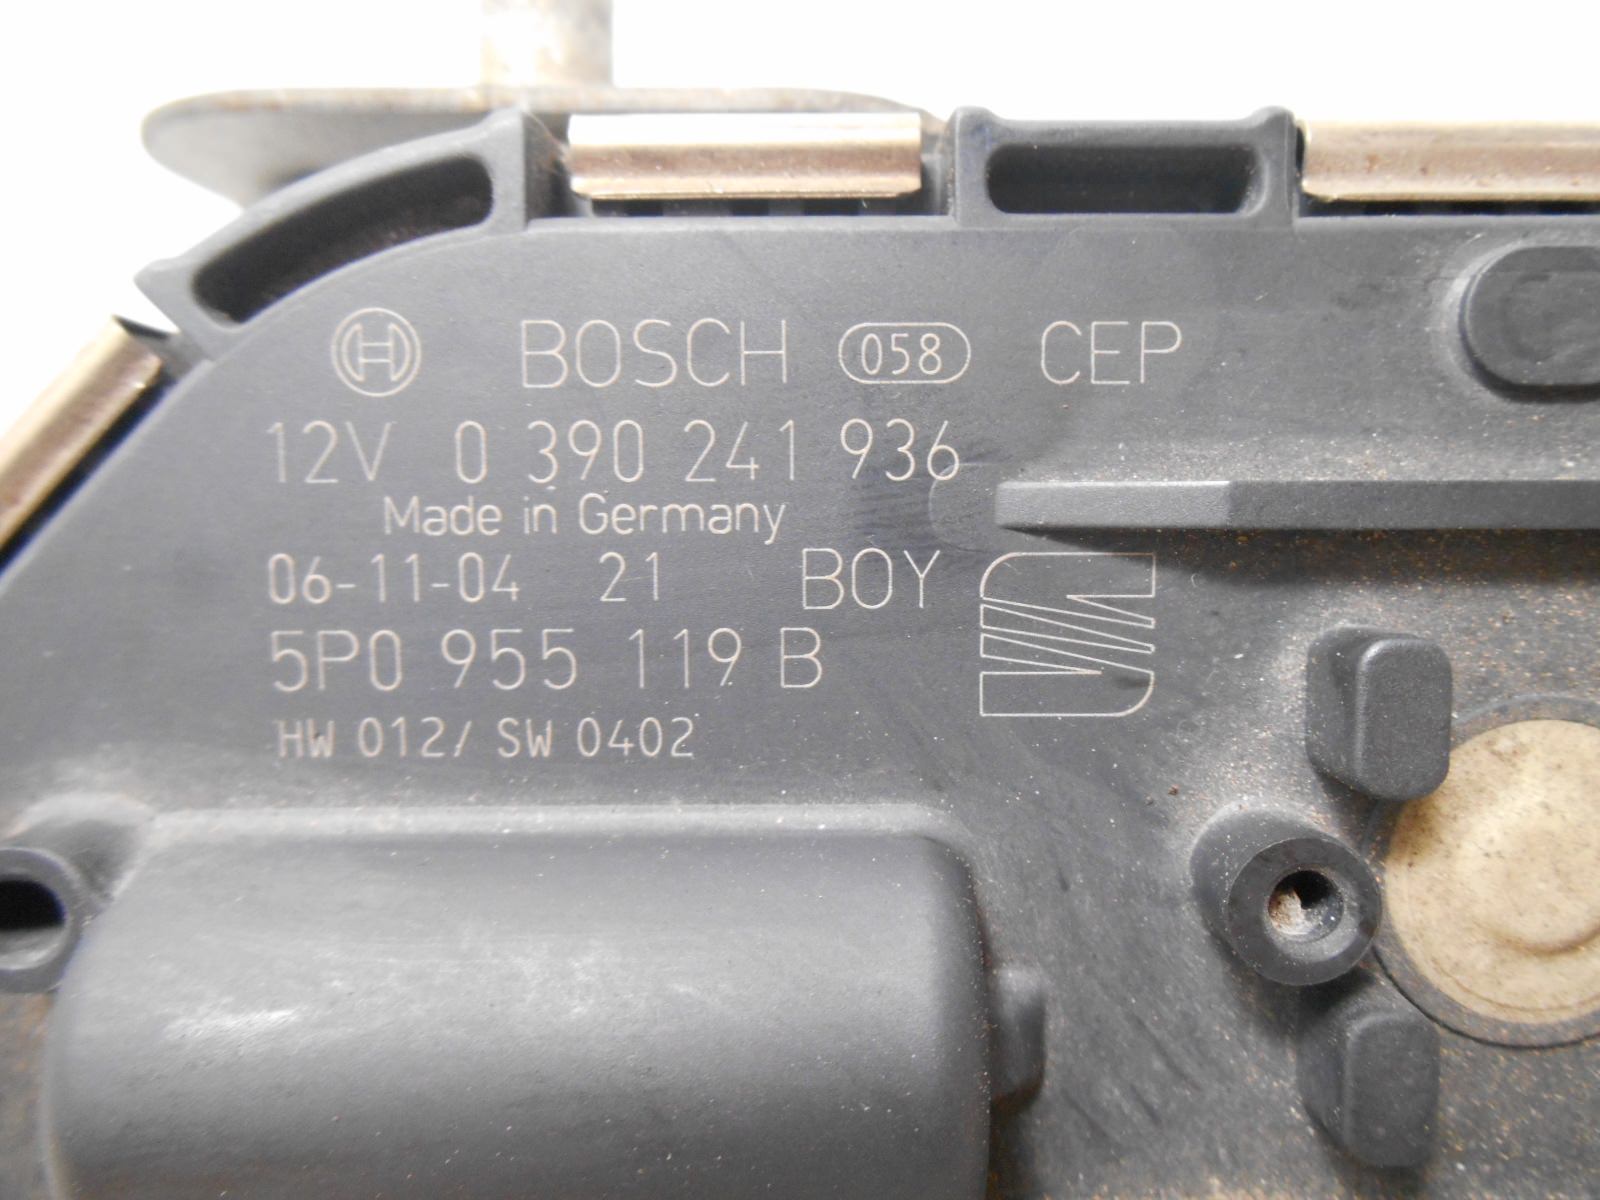 BOSCH 058 CEP
12V 0 390 241 936
Made in Germany
06-11-04 21 BOY
5P0 955 119 B
HW 012/ SW 0402